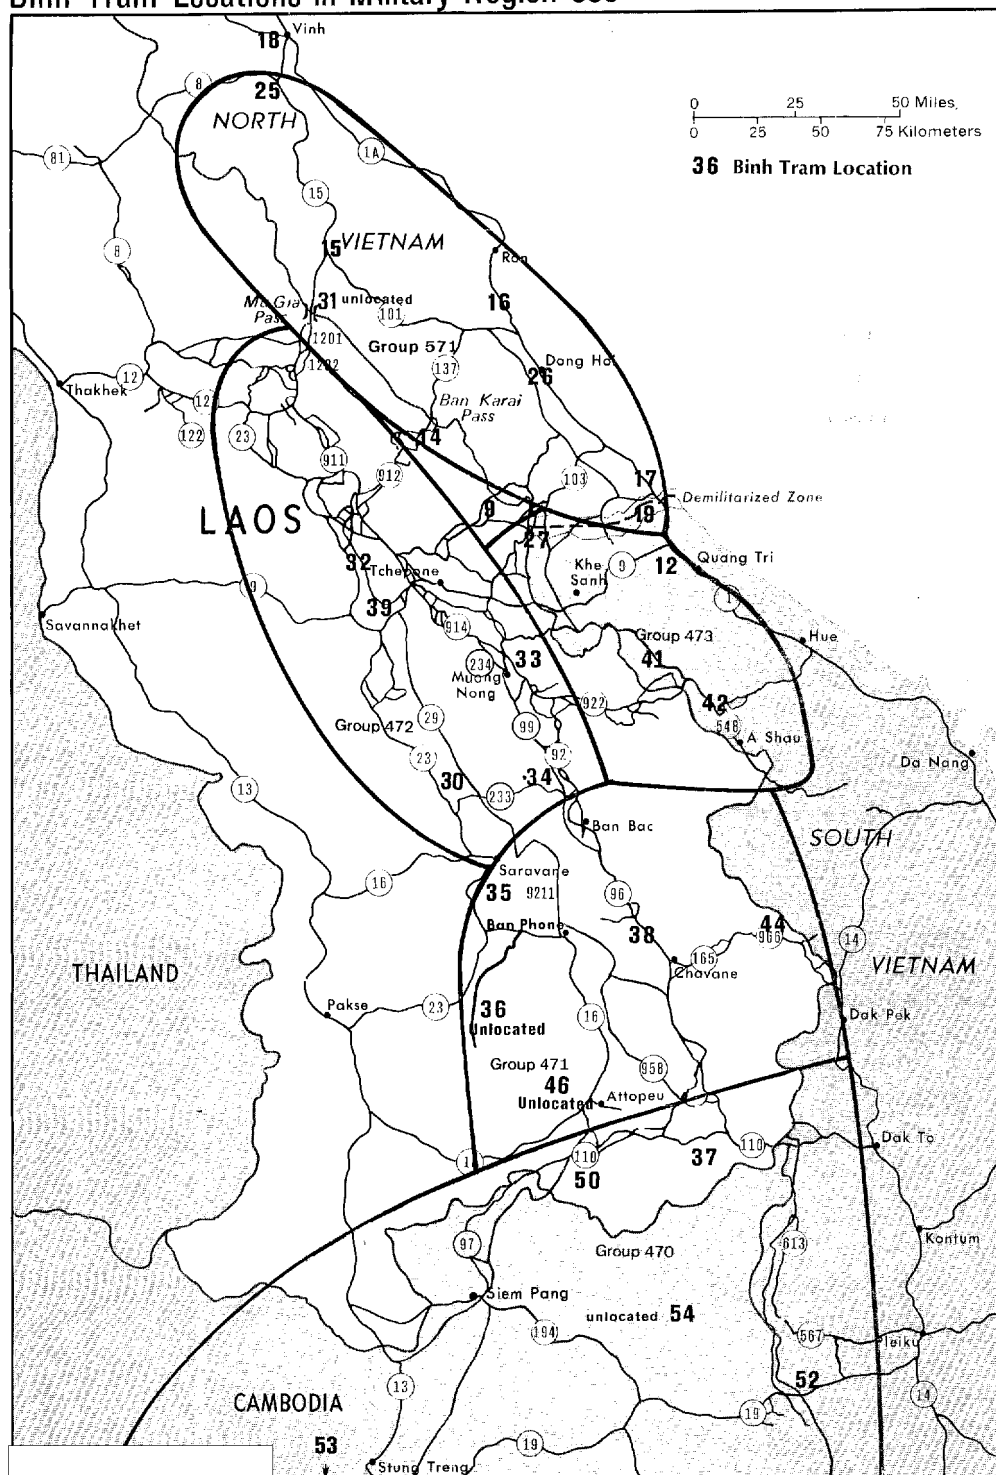 Binh Tram Locations in Military Region
18
Vinh
8
25
NORTH
0 25 50 Miles
0 25 50 75 Kilometers
36 Binh Tram Location
81
1A
15
8
15
VIETNAM
Ron
Mu Gia
Pass
31 unlocated
16
101
1201
Group 571
1202
137
Dong Hoi
26
Thakhek
12
12
Ban Karai
Pass
122
23
14
911
912
103
17
Demilitarized Zone
LAOS
9
19
27
32
Tchepone
Khe
Sanh
9
12
Quang Tri
9
39
1
Savannakhet
914
Group 473
Hue
234
33
41
Muong
Nong
922
42
Group 472
29
99
548
A Shau
23
92
Da Nang
13
30
34
233
Ban Bac
SOUTH
Saravane
16
35
9211
96
Ban Phone
38
44
966
14
165
VIETNAM
THAILAND
Chavane
Pakse
23
36
Unlocated
16
Dak Pek
Group 471
958
46
Unlocated
Attopeu
110
37
110
Dak To
50
97
Group 470
613
Kontum
Siem Pang
unlocated 54
194
567
leiku
13
52
14
CAMBODIA
19
53
19
Stung Treng